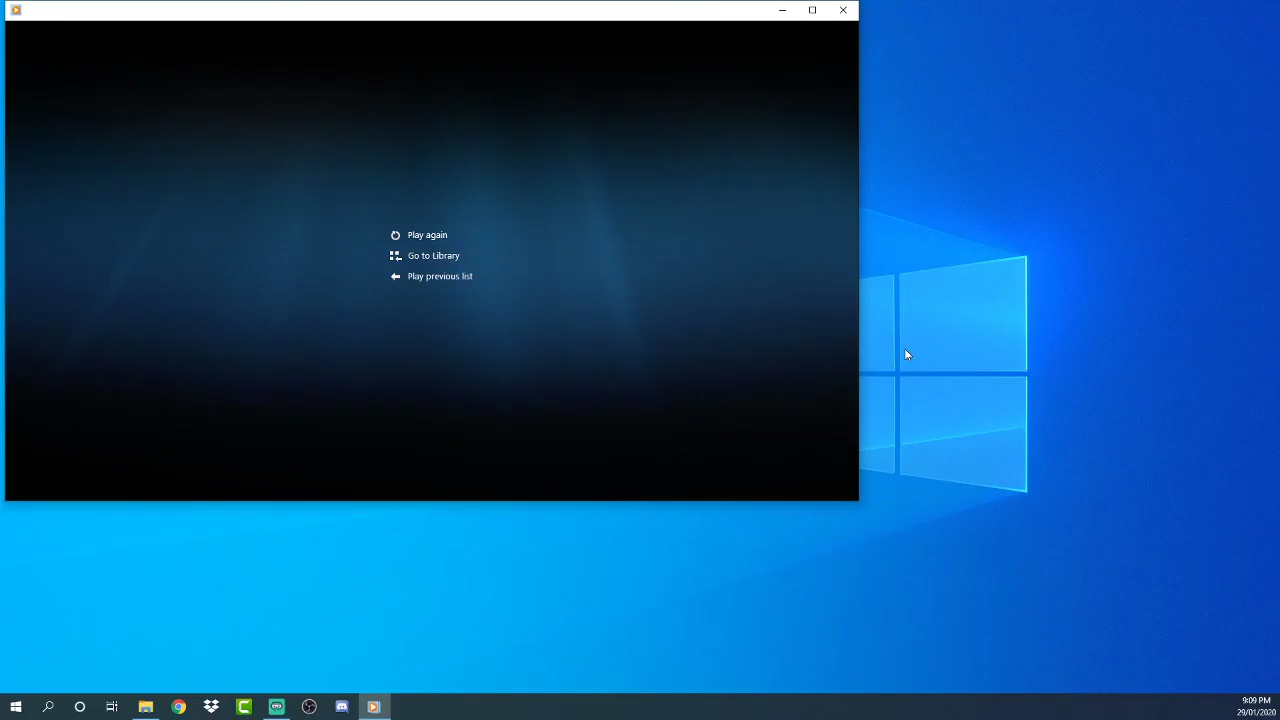 Play again
Go to Library
Play previous list
9:09 PM
29/01/2020